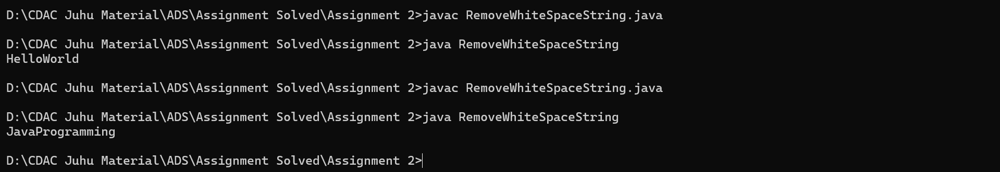 D:\CDAC Juhu Material\ADS\Assignment Solved\Assignment 2>javac RemoveWhiteSpaceString.java
D:\CDAC Juhu Material\ADS\Assignment Solved\Assignment 2>java RemoveWhiteSpaceString
HelloWorld
D:\CDAC Juhu Material\ADS\Assignment Solved\Assignment 2>javac RemoveWhiteSpaceString.java
D:\CDAC Juhu Material\ADS\Assignment Solved\Assignment 2>java RemoveWhiteSpaceString
JavaProgramming
D:\CDAC Juhu Material\ADS\Assignment Solved\Assignment 2>